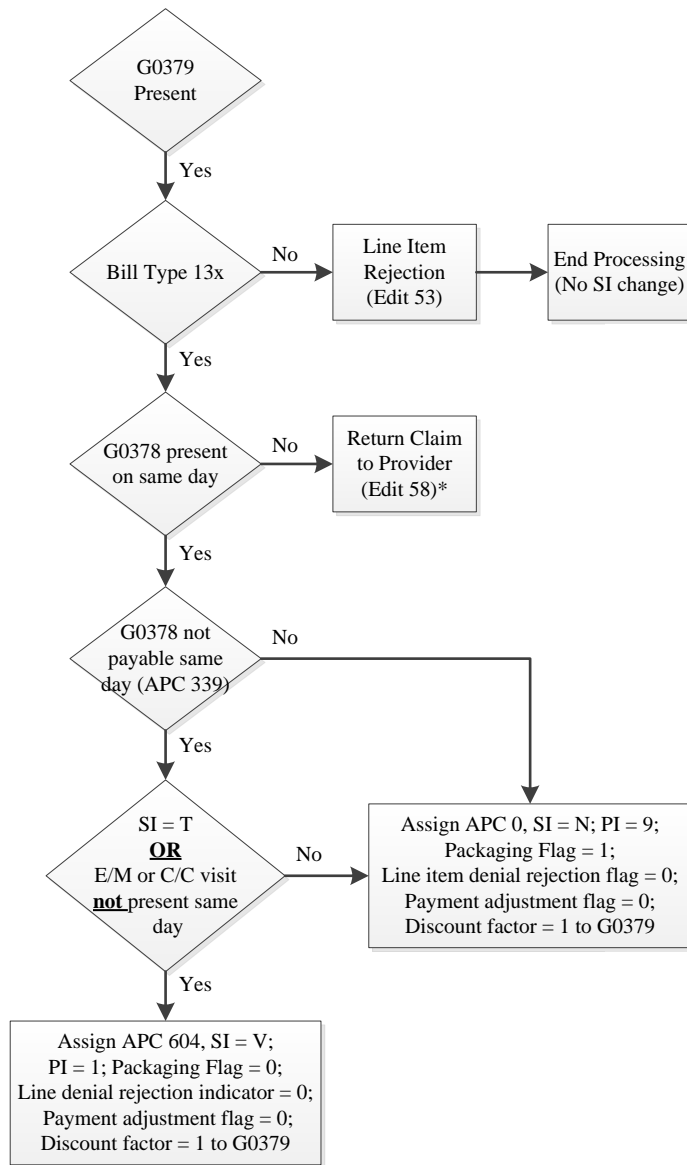 G0379
Present
Yes
Bill Type 13x
No
Line Item
Rejection
(Edit 53)
End Processing
(No SI change)
Yes
G0378 present
on same day
No
Return Claim
to Provider
(Edit 58)*
Yes
G0378 not
payable same
day (APC 339)
No
Yes
SI = T
OR
E/M or C/C visit
not present same
day
No
Assign APC 0, SI = N; PI = 9;
Packaging Flag = 1;
Line item denial rejection flag = 0;
Payment adjustment flag = 0;
Discount factor = 1 to G0379
Yes
Assign APC 604, SI = V;
PI = 1; Packaging Flag = 0;
Line denial rejection indicator = 0;
Payment adjustment flag = 0;
Discount factor = 1 to G0379